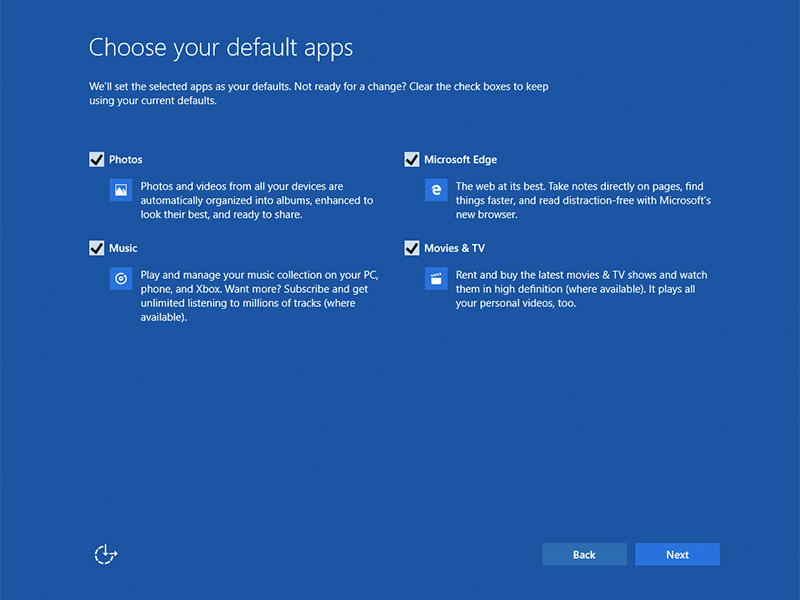 Choose your default apps
We'll set the selected apps as your defaults. Not ready for a change? Clear the check boxes to keep
using your current defaults.
Photos
Photos and videos from all your devices are
automatically organized into albums, enhanced to
look their best, and ready to share.
Microsoft Edge
The web at its best. Take notes directly on pages, find
things faster, and read distraction-free with Microsoft's
new browser.
Music
Play and manage your music collection on your PC,
phone, and Xbox. Want more? Subscribe and get
unlimited listening to millions of tracks (where
available).
Movies & TV
Rent and buy the latest movies & TV shows and watch
them in high definition (where available). It plays all
your personal videos, too.
Back
Next